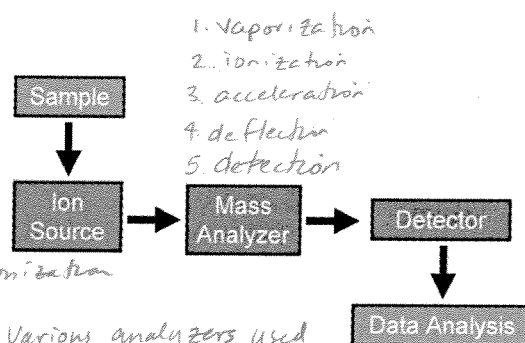 1. vaporization
2. ionization
3. acceleration
4. deflection
5. detection
Sample
Ion Source
Mass Analyzer
Detector
Various analyzers used
Data Analysis